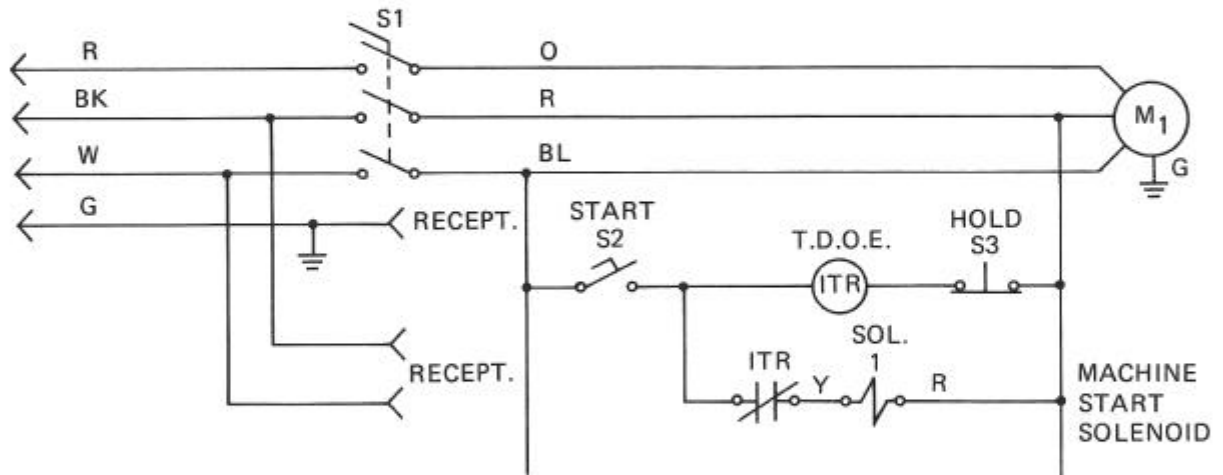 S1
R
O
BK
R
M1
W
BL
G
G
RECEPT.
START
S2
T.D.O.E.
HOLD
S3
ITR
RECEPT.
ITR
Y
SOL.
1
R
MACHINE
START
SOLENOID